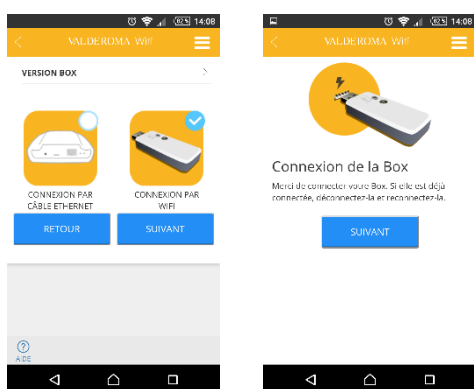 82% 14:08
VALDEROMA Wifi
VERSION BOX
CONNEXION PAR
CÂBLE ETHERNET
CONNEXION PAR
WIFI
RETOUR
SUIVANT
?
AIDE
82% 14:08
VALDEROMA Wifi
Connexion de la Box
Merci de connecter votre Box. Si elle est déjà
connectée, déconnectez-la et reconnectez-la.
SUIVANT